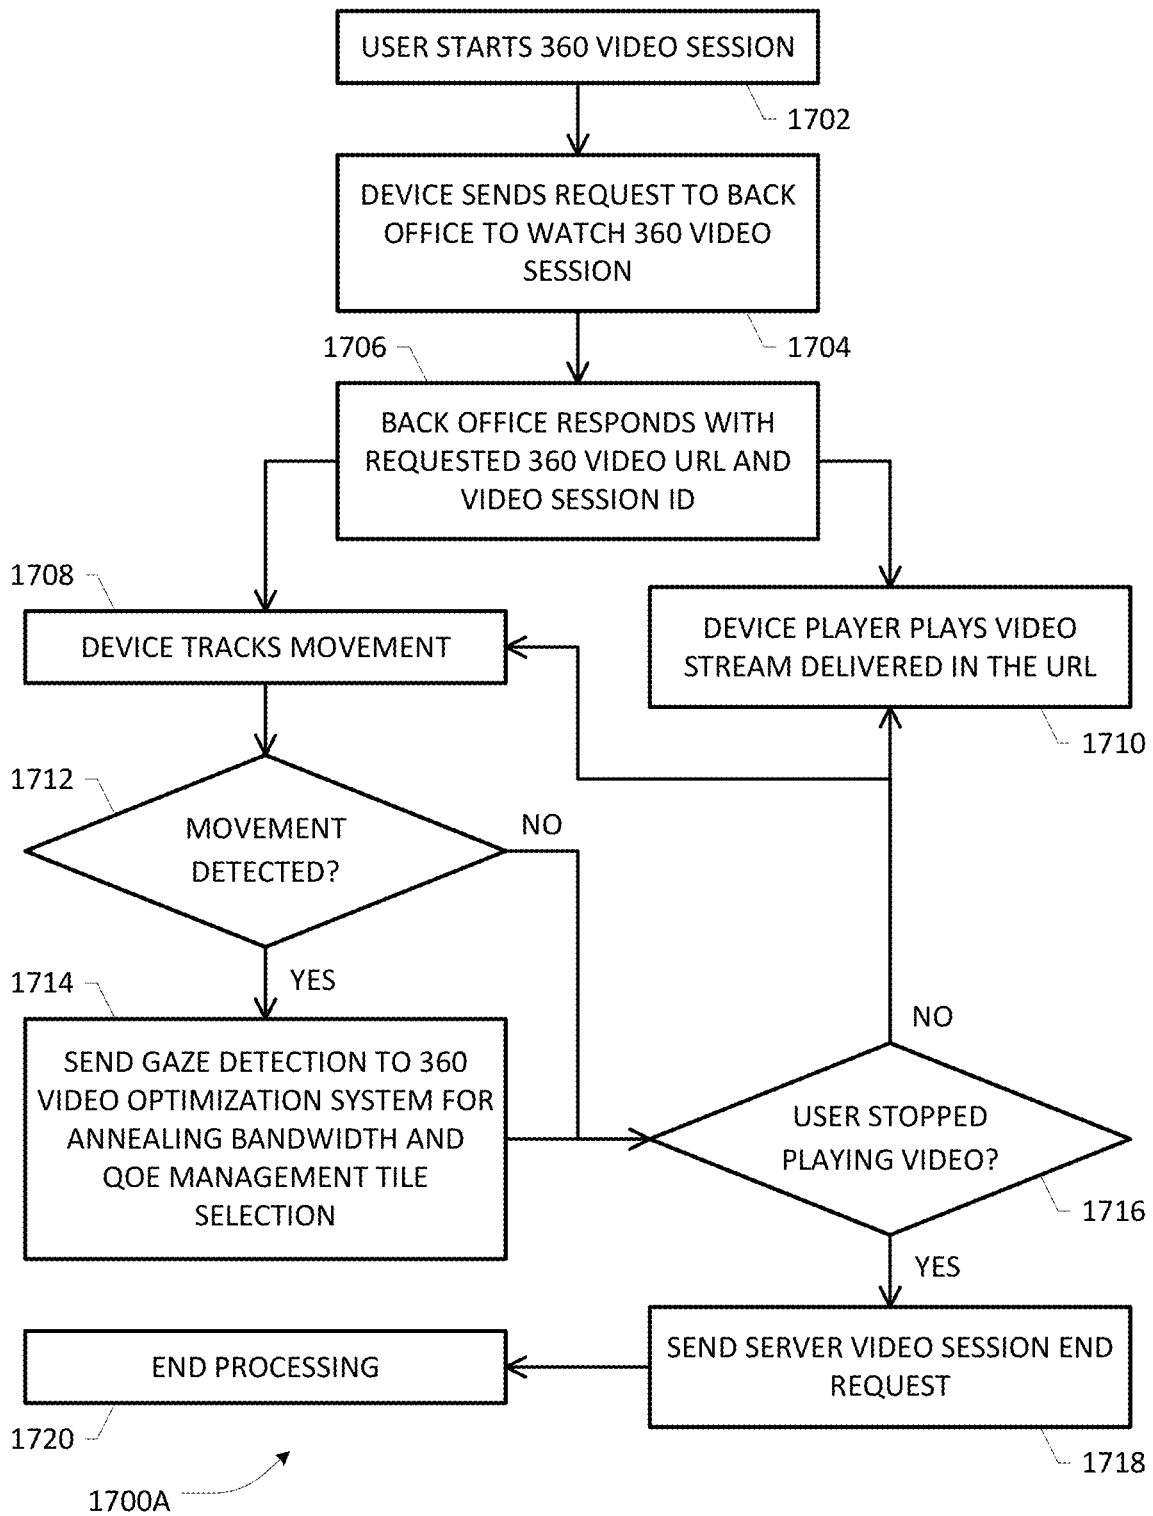 USER STARTS 360 VIDEO SESSION
1702
DEVICE SENDS REQUEST TO BACK
OFFICE TO WATCH 360 VIDEO
SESSION
1704
1706
BACK OFFICE RESPONDS WITH
REQUESTED 360 VIDEO URL AND
VIDEO SESSION ID
1708
DEVICE TRACKS MOVEMENT
DEVICE PLAYER PLAYS VIDEO
STREAM DELIVERED IN THE URL
1710
1712
MOVEMENT
DETECTED?
NO
YES
1714
SEND GAZE DETECTION TO 360
VIDEO OPTIMIZATION SYSTEM FOR
ANNEALING BANDWIDTH AND
QOE MANAGEMENT TILE
SELECTION
NO
USER STOPPED
PLAYING VIDEO?
1716
YES
SEND SERVER VIDEO SESSION END
REQUEST
1718
END PROCESSING
1720
1700A